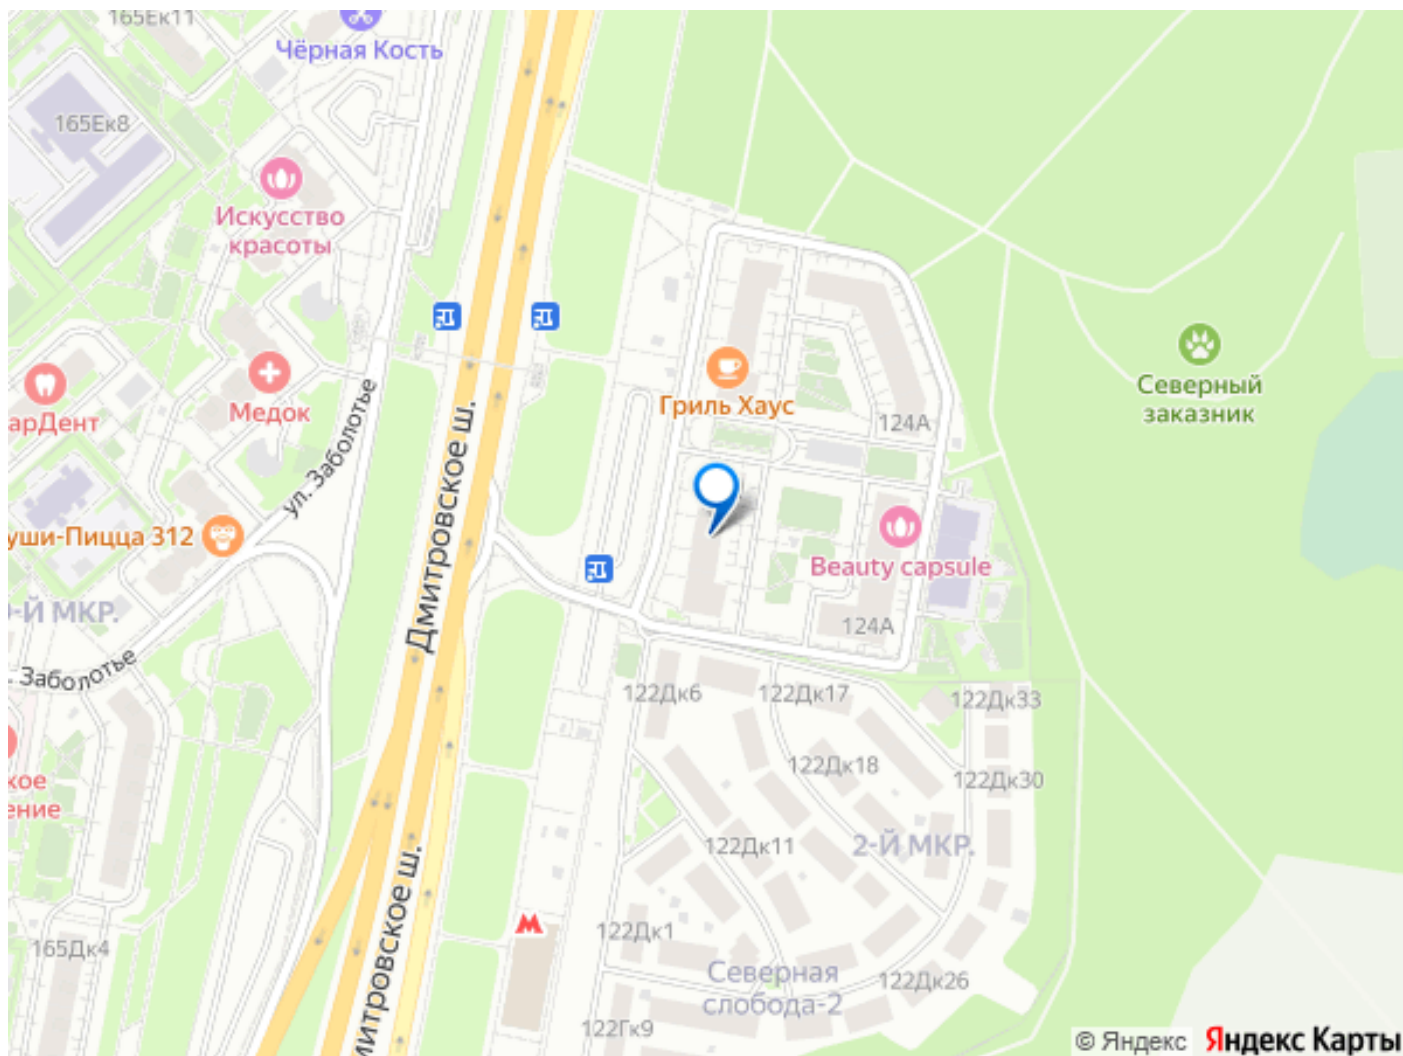 165Ек11
Чёрная Кость
165Ек8
Искусство
красоты
Северный
заказник
арДент
Медок
Гриль Хаус
124А
ул. Заболотье
Дмитровское ш.
уши-Пицца 312
Beauty capsule
-Й МКР.
124А
. Заболотье
122Дк6
122Дк17
122Дк33
кое
ение
122Дк18
122Дк30
122Дк11
2-Й МКР.
митровское ш.
М
165Дк4
122Дк1
Северная
слобода-2
122Дк26
122Гк9
© Яндекс Яндекс Карты